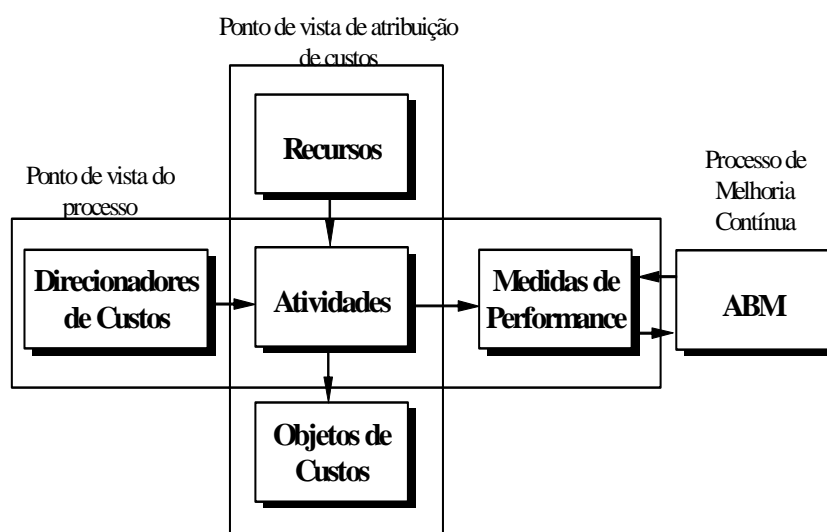 Ponto de vista de atribuição
de custos
Recursos
Processo de
Melhoria
Contínua
Ponto de vista do
processo
Direcionadores
de Custos
Atividades
Medidas de
Performance
ABM
Objetos de
Custos